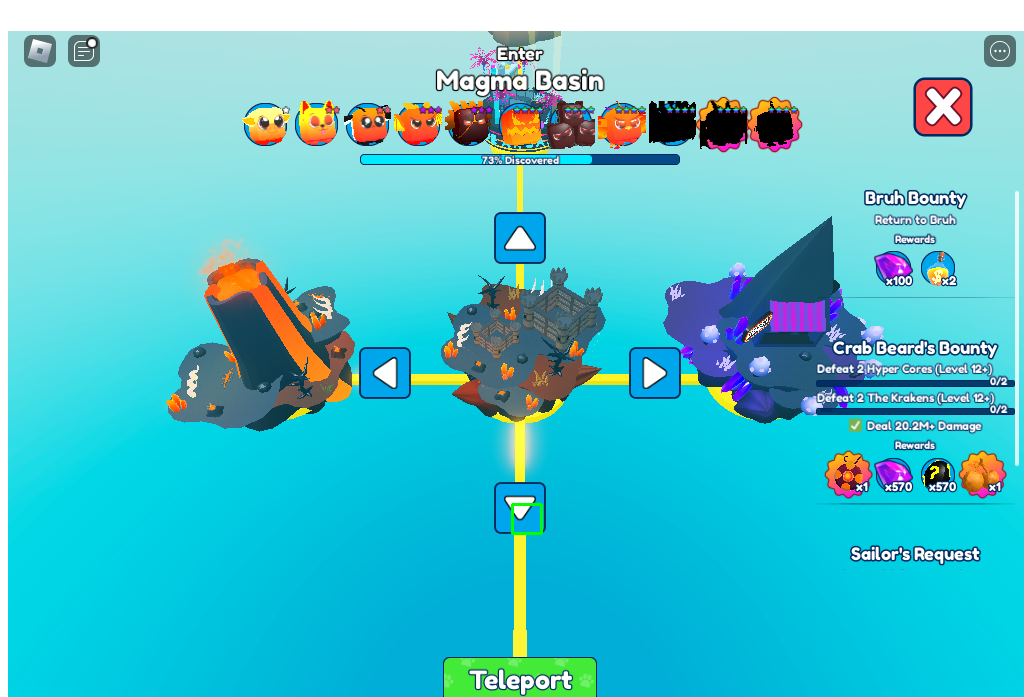 Enter
Magma Basin
73% Discovered
Bruh Bounty
Return to Bruh
Rewards
x100
x2
Crab Beard's Bounty
Defeat 2 Hyper Cores (Level 12+)
0/2
Defeat 2 The Krakens (Level 12+)
0/2
✅ Deal 20.2M+ Damage
Rewards
x1
x570
?
x570
x1
Sailor's Request
Teleport